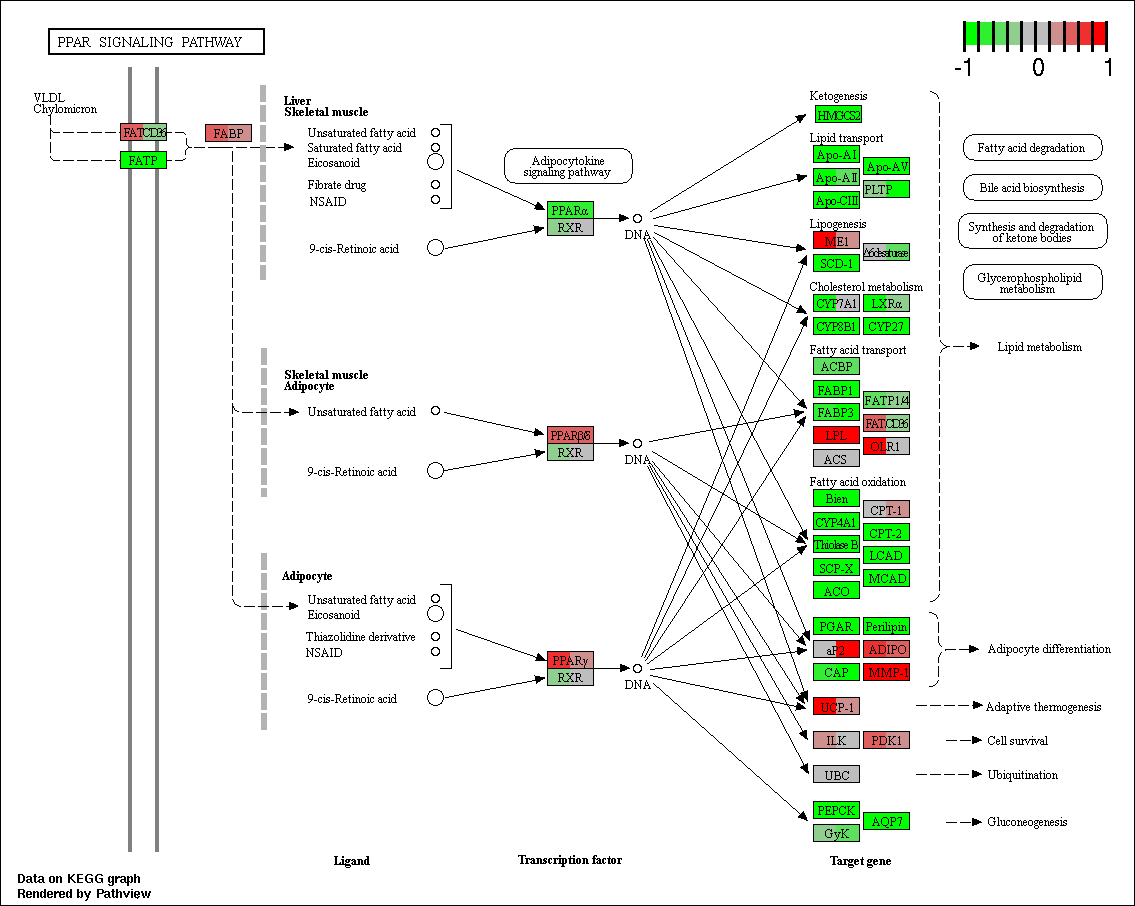 PPAR SIGNALING PATHWAY
-1 0 1
VLDL
Chylomicron
FAT/CD36
FATP
FABP
Liver
Skeletal muscle
Unsaturated fatty acid
Saturated fatty acid
Eicosanoid
Fibrate drug
NSAID
9-cis-Retinoic acid
Adipocytokine
signaling pathway
PPARα
RXR
DNA
Skeletal muscle
Adipocyte
Unsaturated fatty acid
9-cis-Retinoic acid
PPARβ/δ
RXR
DNA
Adipocyte
Unsaturated fatty acid
Eicosanoid
Thiazolidine derivative
NSAID
9-cis-Retinoic acid
PPARγ
RXR
DNA
Ketogenesis
HMGCS2
Lipid transport
Apo-AI
Apo-AII
Apo-CIII
Apo-AV
PLTP
Lipogenesis
ME1
SCD-1
Δ6desaturase
Cholesterol metabolism
CYP7A1
LXRα
CYP8B1
CYP27
Fatty acid transport
ACBP
FABP1
FABP3
LPL
ACS
FATP1/4
FAT/CD36
OLR1
Fatty acid oxidation
Bien
CYP4A1
Thiolase B
SCP-X
ACO
CPT-1
CPT-2
LCAD
MCAD
PGAR
Perilipin
aP2
ADIPO
CAP
MMP-1
UCP-1
ILK
PDK1
UBC
PEPCK
GyK
AQP7
Fatty acid degradation
Bile acid biosynthesis
Synthesis and degradation
of ketone bodies
Glycerophospholipid
metabolism
Lipid metabolism
Adipocyte differentiation
Adaptive thermogenesis
Cell survival
Ubiquitination
Gluconeogenesis
Ligand
Transcription factor
Target gene
Data on KEGG graph
Rendered by Pathview